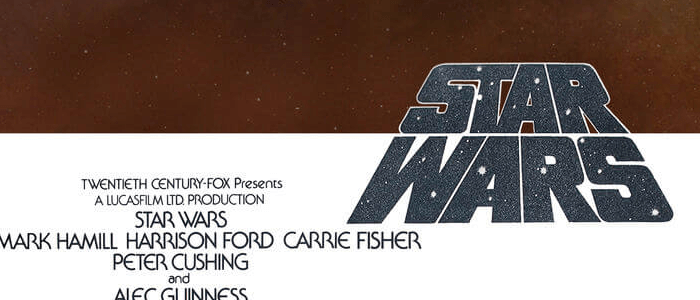 STAR
WARS
TWENTIETH CENTURY-FOX Presents
A LUCASFILM LTD. PRODUCTION
STAR WARS
MARK HAMILL HARRISON FORD CARRIE FISHER
PETER CUSHING
and
ALEC GUINNESS